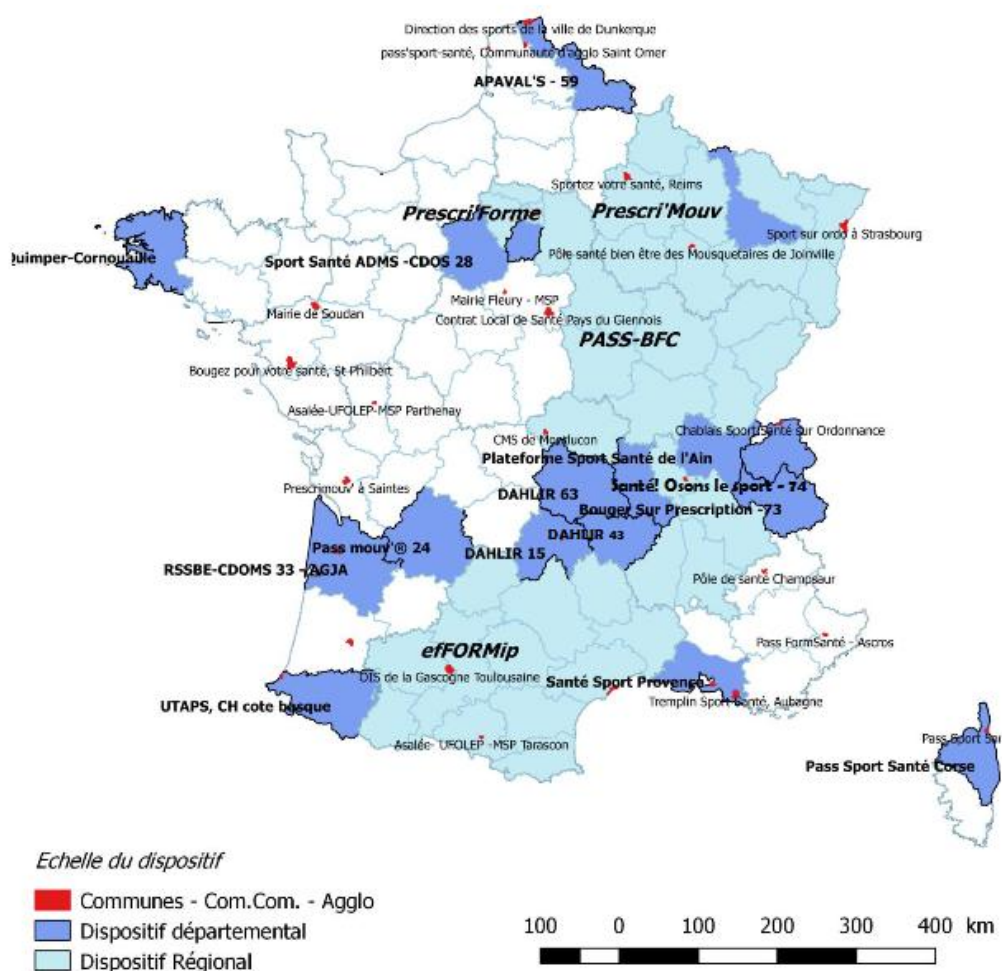 Direction des sports de la ville de Dunkerque
pass'sport-santé, Communauté d'agglo Saint Omer
APAVAL'S - 59
Sportez votre santé, Reims
Prescri'Forme
Prescri'Mouv
Sport sur ordo à Strasbourg
Quimper-Cornouaille
Sport Santé ADMS -CDOS 28
Pôle santé bien être des Mousquetaires de Joinville
Mairie Fleury - MSP
Mairie de Soudan
Contrat Local de Santé Pays du Giennois
PASS-BFC
Bougez pour votre santé, St Philbert
Asalée-UFOLEP-MSP Parthenay
Chablais Sport Santé sur Ordonnance
CMS de Montlucon
Plateforme Sport Santé de l'Ain
Prescrimouv' à Saintes
Santé! Osons le sport - 74
DAHLIR 63
Bouger Sur Prescription -73
DAHLIR 43
Pass mouv'® 24
DAHLIR 15
RSSBE-CDOMS 33 - AGJA
Pôle de santé Champsaur
efFORMip
Pass FormSanté - Ascros
DTS de la Gascogne Toulousaine
Santé Sport Provence
UTAPS, CH cote basque
Tremplin Sport Santé, Aubagne
Asalée- UFOLEP -MSP Tarascon
Pass Sport
Pass Sport Santé Corse
Echelle du dispositif
Communes - Com.Com. - Agglo
Dispositif départemental
Dispositif Régional
100 0 100 200 300 400 km